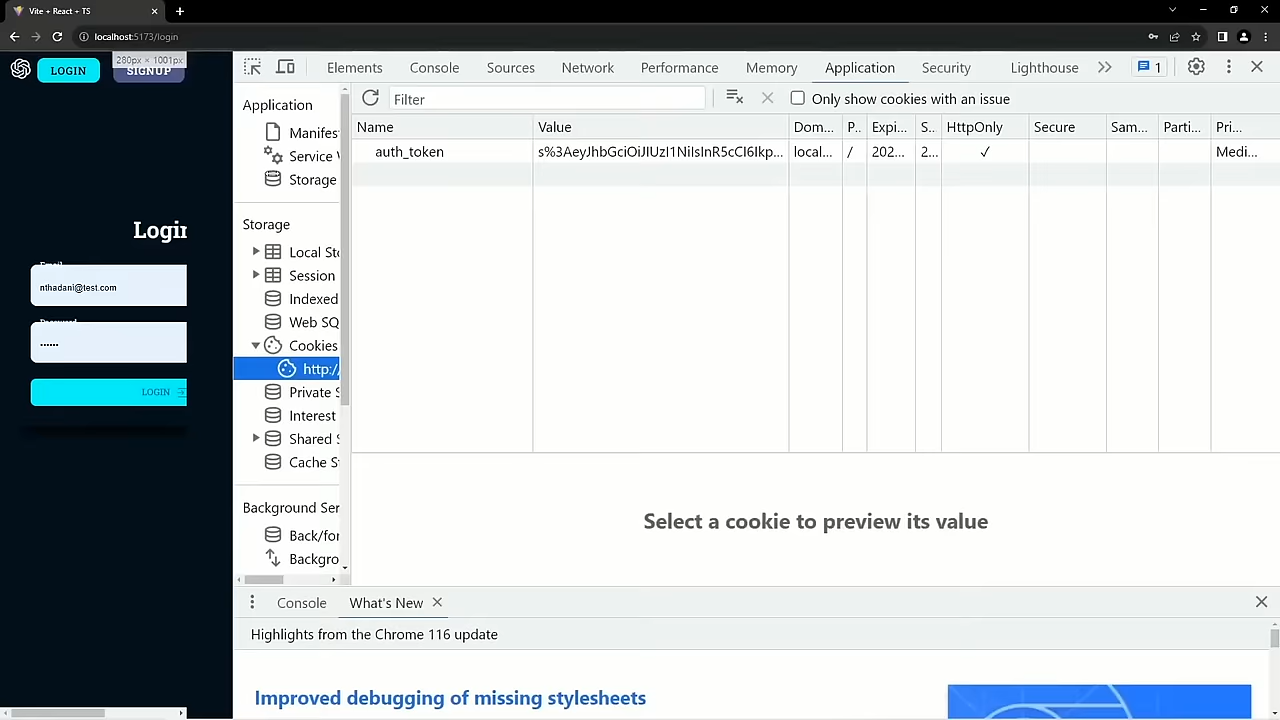 Vite + React + TS
localhost:5173/login
280px × 1001px
LOGIN
SIGNUP
Login
Email
nthadani@test.com
Password
LOGIN
Elements Console Sources Network Performance Memory Application Security Lighthouse 1
Application
Manifes
Service
Storage
Storage
Local Sto
Session
Indexed
Web SQ
Cookies
http:/
Private S
Interest
Shared S
Cache St
Background Ser
Back/for
Backgro
Filter
Only show cookies with an issue
Name Value Dom... P.. Expi... S... HttpOnly Secure Sam... Parti... Pri...
auth_token s%3AeyJhbGciOiJIUzI1NiIsInR5cCI6Ikp... local... / 202... 2... ✓ Medi...
Select a cookie to preview its value
Console What's New
Highlights from the Chrome 116 update
Improved debugging of missing stylesheets